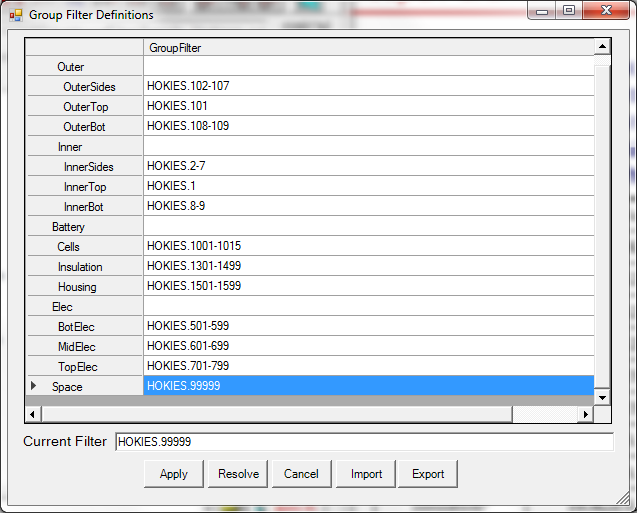 Group Filter Definitions
GroupFilter
Outer
OuterSides HOKIES.102-107
OuterTop HOKIES.101
OuterBot HOKIES.108-109
Inner
InnerSides HOKIES.2-7
InnerTop HOKIES.1
InnerBot HOKIES.8-9
Battery
Cells HOKIES.1001-1015
Insulation HOKIES.1301-1499
Housing HOKIES.1501-1599
Elec
BotElec HOKIES.501-599
MidElec HOKIES.601-699
TopElec HOKIES.701-799
Space HOKIES.99999
Current Filter HOKIES.99999
Apply Resolve Cancel Import Export